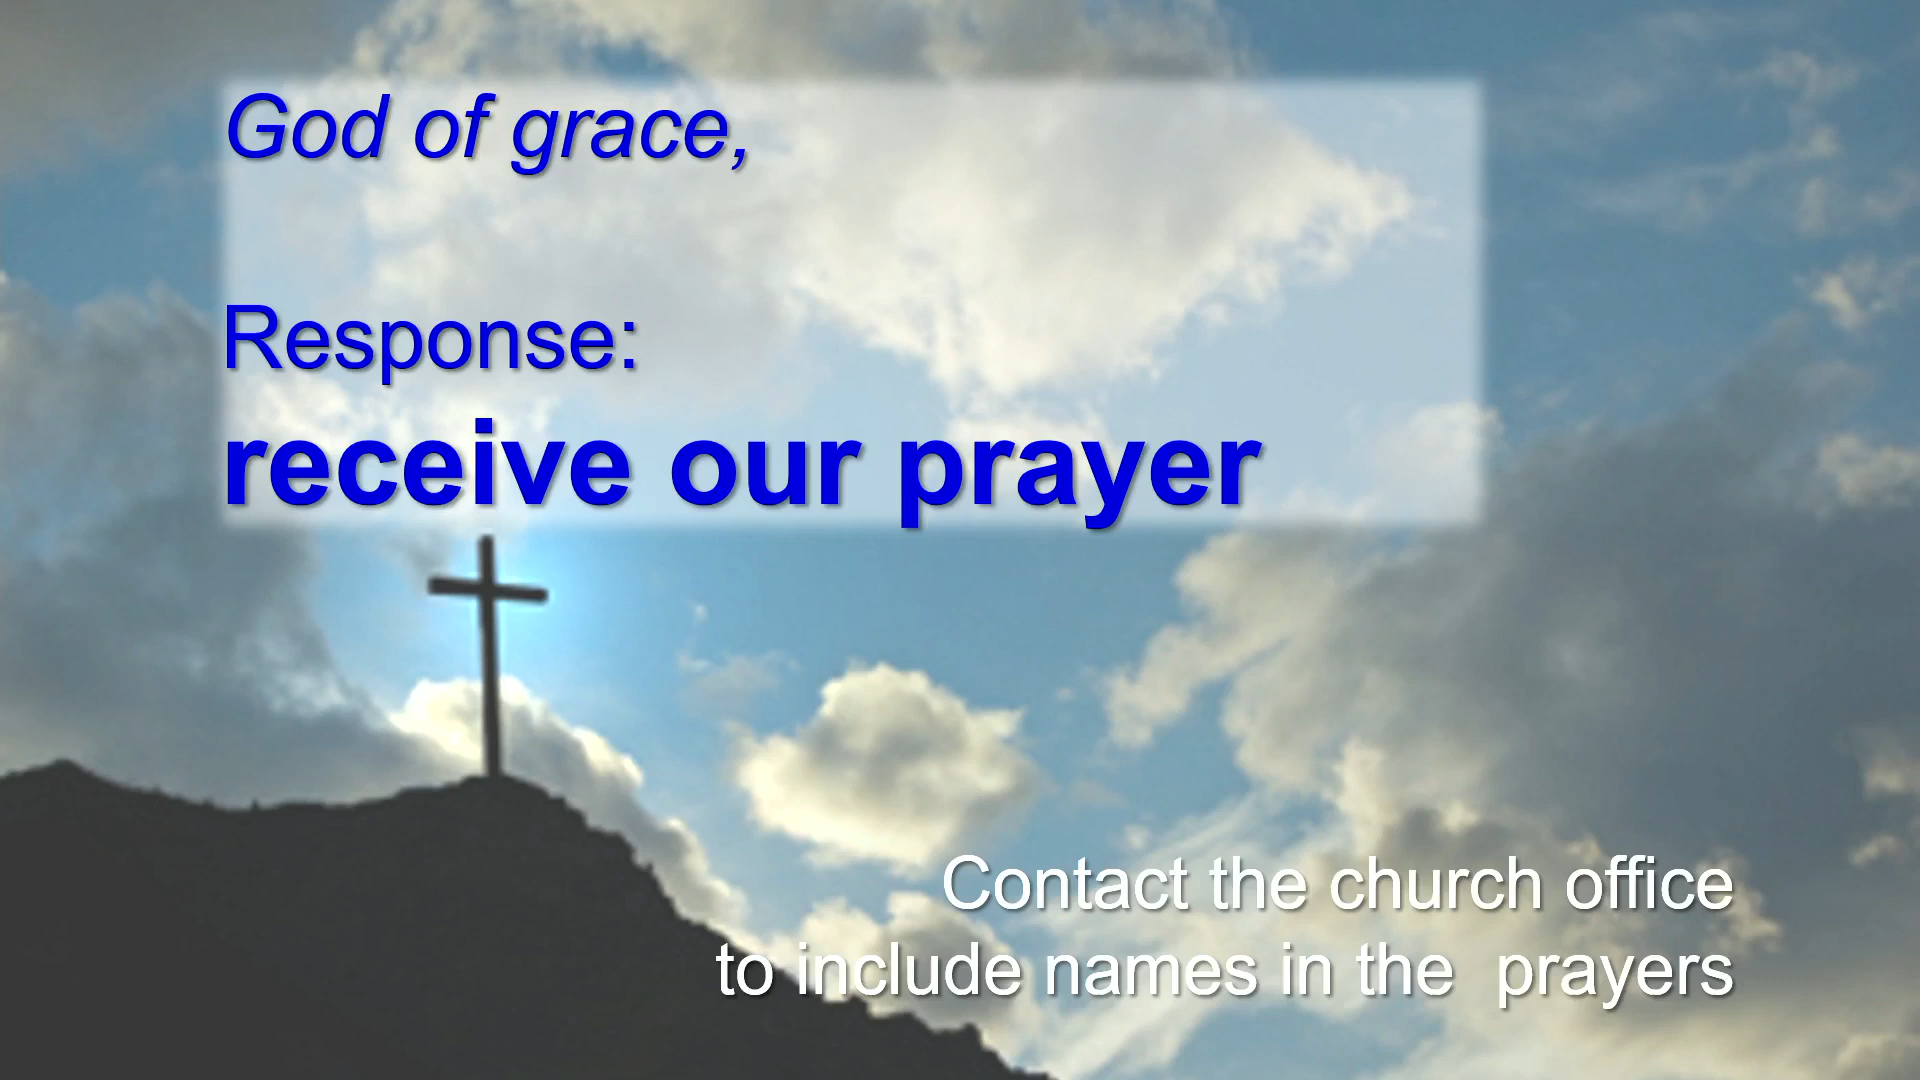 God of grace,
Response:
receive our prayer
Contact the church office
to include names in the  prayers